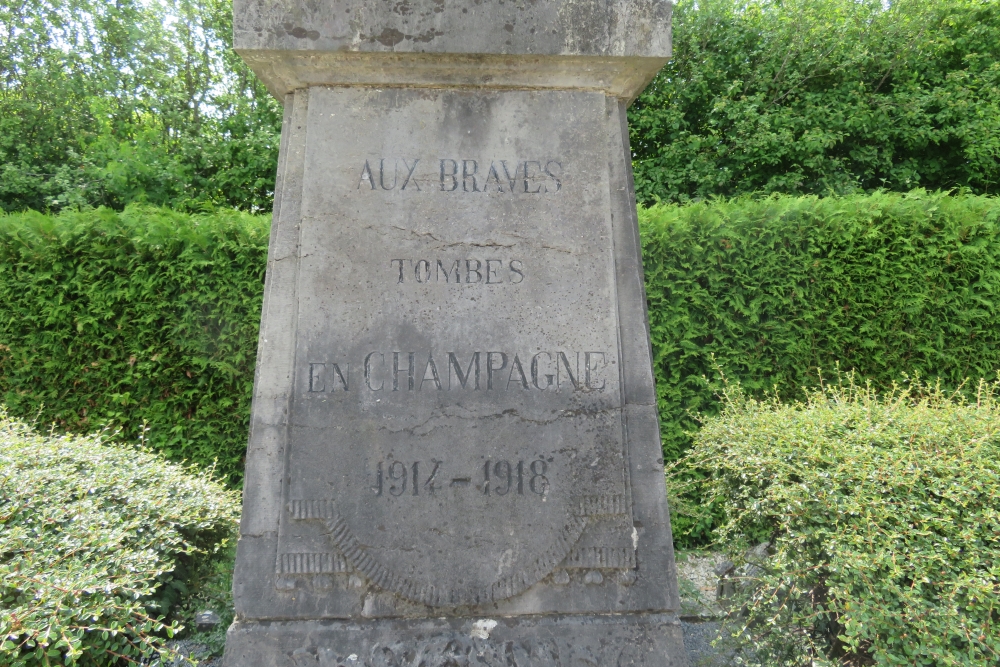 AUX BRAVES
TOMBES
EN CHAMPAGNE
1914-1918